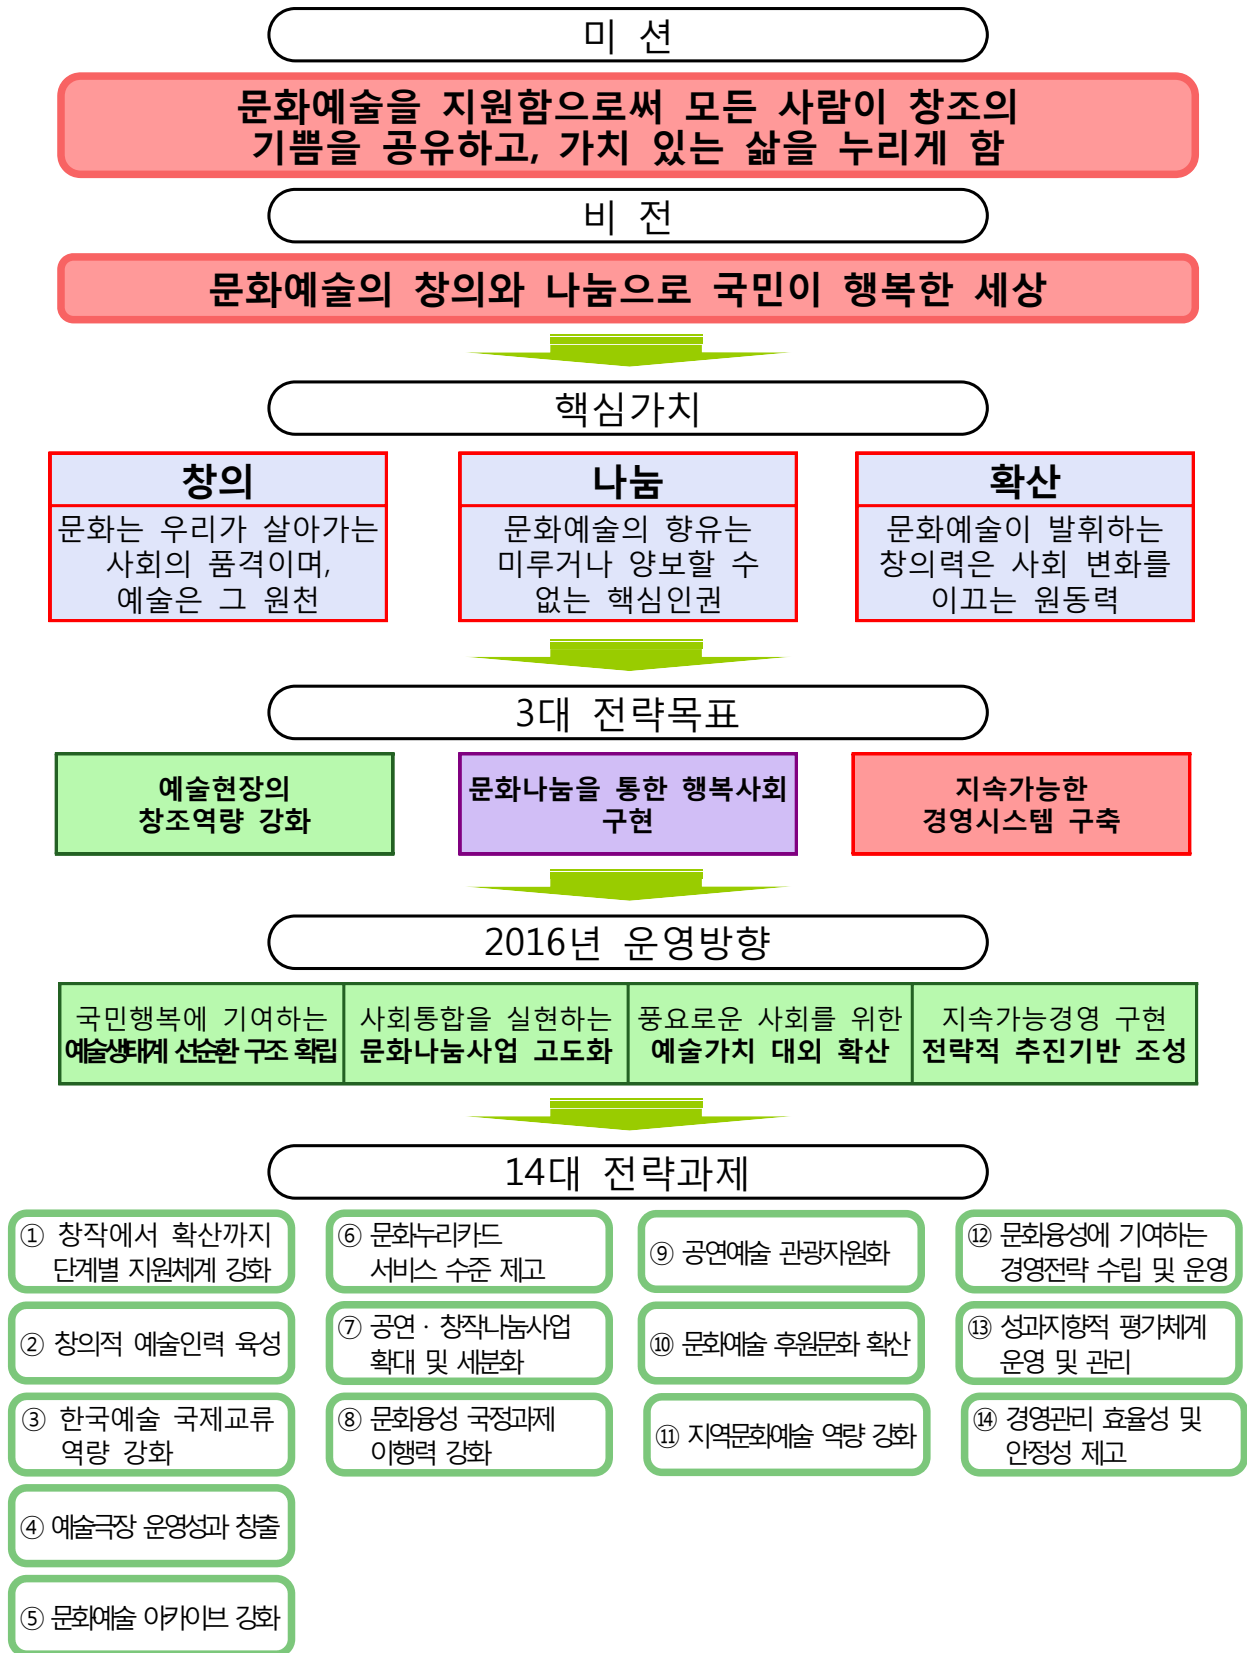 미 션
문화예술을 지원함으로써 모든 사람이 창조의
기쁨을 공유하고, 가치 있는 삶을 누리게 함
비 전
문화예술의 창의와 나눔으로 국민이 행복한 세상
핵심가치
창의
문화는 우리가 살아가는
사회의 품격이며,
예술은 그 원천
나눔
문화예술의 향유는
미루거나 양보할 수
없는 핵심인권
확산
문화예술이 발휘하는
창의력은 사회 변화를
이끄는 원동력
3대 전략목표
예술현장의
창조역량 강화
문화나눔을 통한 행복사회
구현
지속가능한
경영시스템 구축
2016년 운영방향
국민행복에 기여하는
예술생태계 선순환 구조 확립
사회통합을 실현하는
문화나눔사업 고도화
풍요로운 사회를 위한
예술가치 대외 확산
지속가능경영 구현
전략적 추진기반 조성
14대 전략과제
① 창작에서 확산까지
단계별 지원체계 강화
② 창의적 예술인력 육성
③ 한국예술 국제교류
역량 강화
④ 예술극장 운영성과 창출
⑤ 문화예술 아카이브 강화
⑥ 문화누리카드
서비스 수준 제고
⑦ 공연 · 창작나눔사업
확대 및 세분화
⑧ 문화융성 국정과제
이행력 강화
⑨ 공연예술 관광자원화
⑩ 문화예술 후원문화 확산
⑪ 지역문화예술 역량 강화
⑫ 문화융성에 기여하는
경영전략 수립 및 운영
⑬ 성과지향적 평가체계
운영 및 관리
⑭ 경영관리 효율성 및
안정성 제고